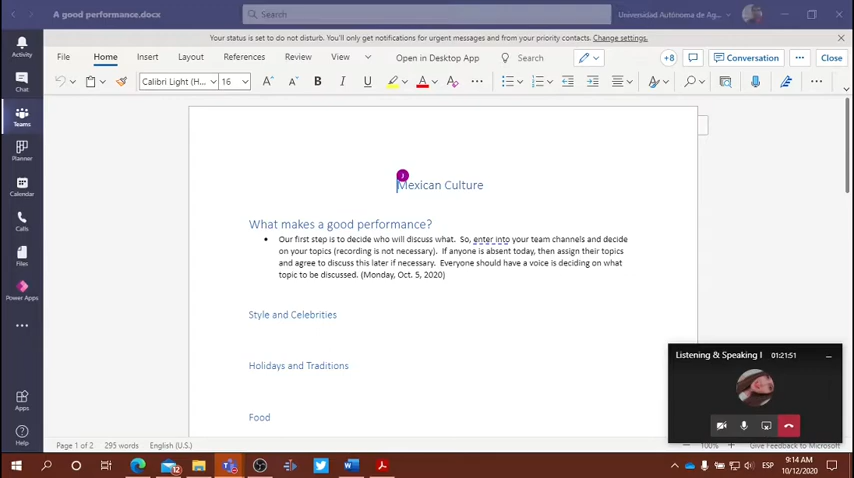 A good performance.docx
Search
Universidad Autónoma de Ag...
Your status is set to do not disturb. You'll only get notifications for urgent messages and from your priority contacts. Change settings.
File Home Insert Layout References Review View Open in Desktop App Search +8 Conversation Close
Calibri Light (H... 16
Activity
Chat
Teams
Planner
Calendar
Calls
Files
Power Apps
Apps
Help
J
Mexican Culture
What makes a good performance?
Our first step is to decide who will discuss what. So, enter into your team channels and decide
on your topics (recording is not necessary). If anyone is absent today, then assign their topics
and agree to discuss this later if necessary. Everyone should have a voice is deciding on what
topic to be discussed. (Monday, Oct. 5, 2020)
Style and Celebrities
Holidays and Traditions
Food
Listening & Speaking I 01:21:51
Page 1 of 2 295 words English (U.S.) 100% Give Feedback to Microsoft
12
ESP
9:14 AM
10/12/2020